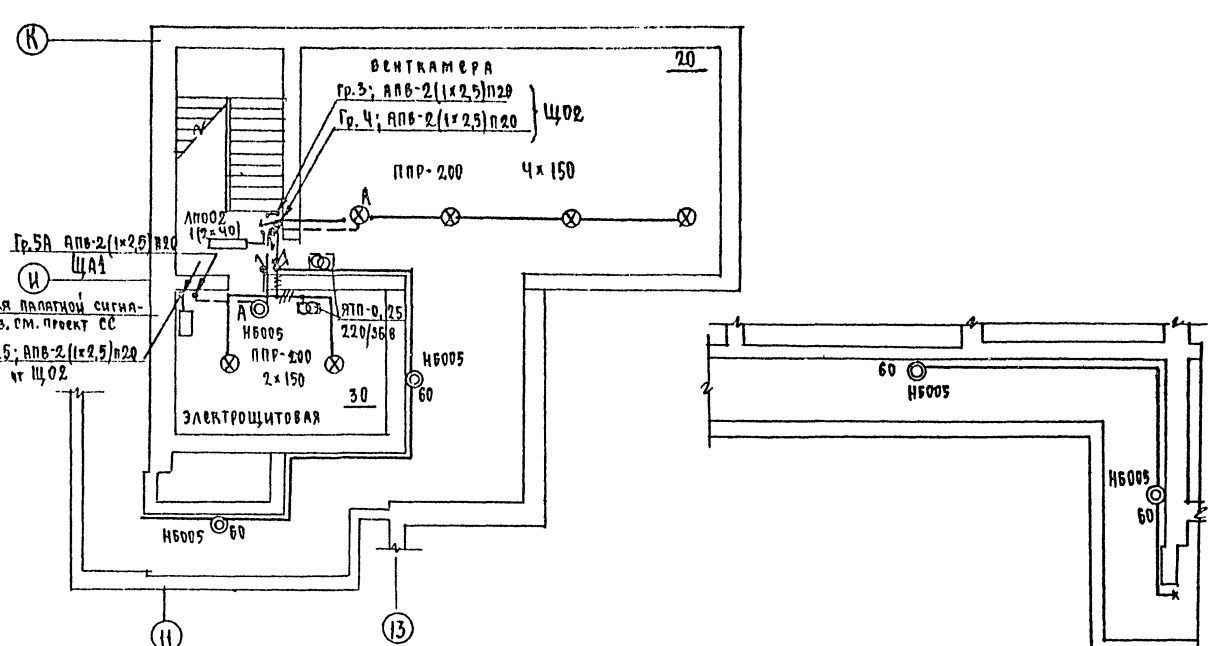 К
20
ВЕНТКАМЕРА
Гр.3; АПВ-2(1×2,5)П20
Гр.4; АПВ-2(1×2,5)П20
ЩО2
ППР-200 4×150
А
ЛПО02
1(2×40)
Гр.5А АПВ-2(1×2,5)П20
ЩА1
И
ПАЛАТНОЙ СИГНА-
СМ. ПРОЕКТ СС
5; АПВ-2(1×2,5)П20
от ЩО2
А
НБ005
ЯТП-0,25
220/36В
ППР-200
2×150
30
ЭЛЕКТРОЩИТОВАЯ
НБ005
60
НБ005
60
11
13
60
НБ005
НБ005
60